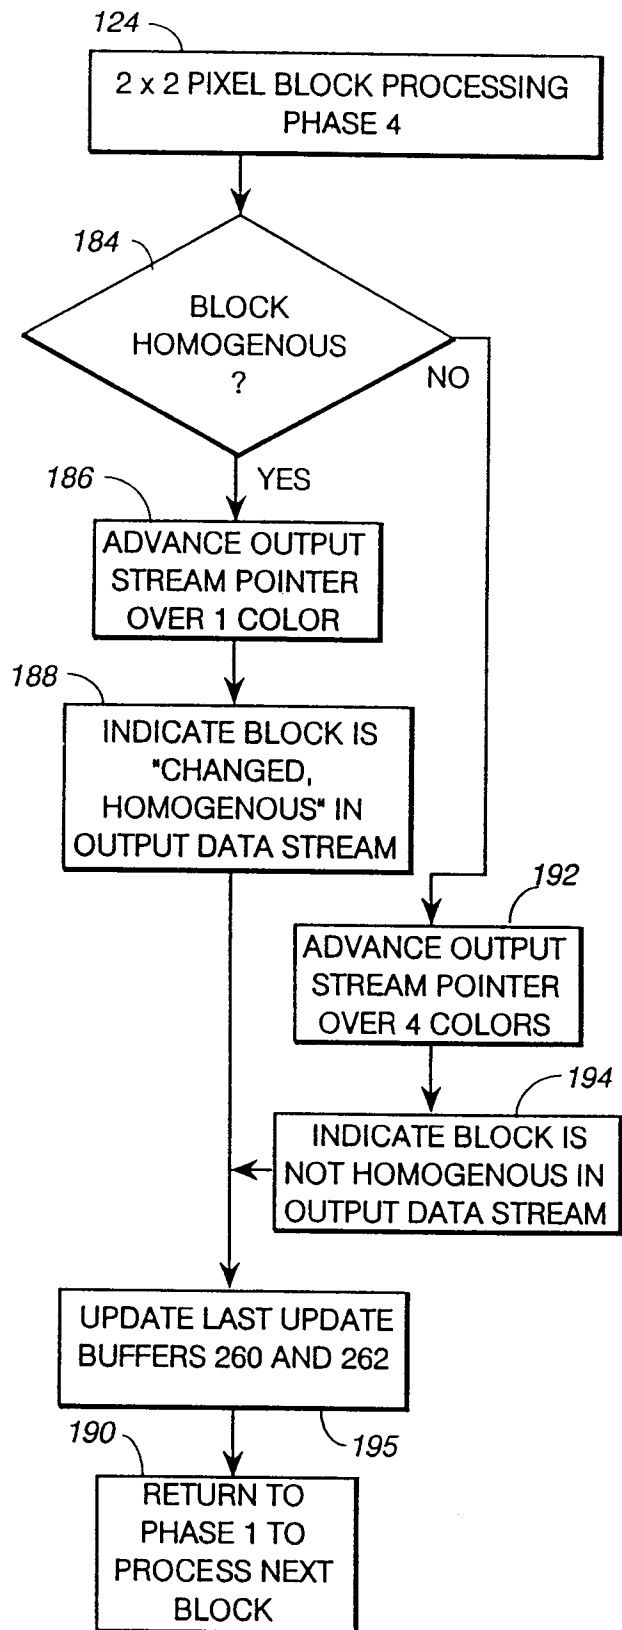 124
2 x 2 PIXEL BLOCK PROCESSING
PHASE 4
184
BLOCK
HOMOGENOUS
?
NO
YES
186
ADVANCE OUTPUT
STREAM POINTER
OVER 1 COLOR
188
INDICATE BLOCK IS
"CHANGED,
HOMOGENOUS" IN
OUTPUT DATA STREAM
192
ADVANCE OUTPUT
STREAM POINTER
OVER 4 COLORS
194
INDICATE BLOCK IS
NOT HOMOGENOUS IN
OUTPUT DATA STREAM
UPDATE LAST UPDATE
BUFFERS 260 AND 262
195
190
RETURN TO
PHASE 1 TO
PROCESS NEXT
BLOCK